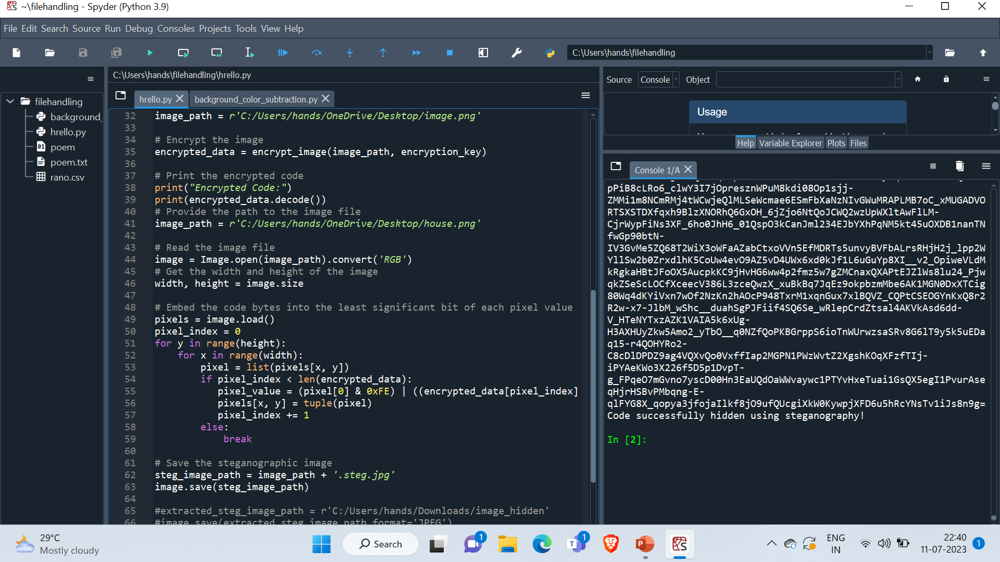 ~\filehandling - Spyder (Python 3.9)
File Edit Search Source Run Debug Consoles Projects Tools View Help
C:\Users\hands\filehandling
C:\Users\hands\filehandling\hrello.py
filehandling
background_
hrello.py
poem
poem.txt
rano.csv
hrello.py
background_color_subtraction.py
32 image_path = r'C:/Users/hands/OneDrive/Desktop/image.png'
33
34 # Encrypt the image
35 encrypted_data = encrypt_image(image_path, encryption_key)
36
37 # Print the encrypted code
38 print("Encrypted Code:")
39 print(encrypted_data.decode())
40 # Provide the path to the image file
41 image_path = r'C:/Users/hands/OneDrive/Desktop/house.png'
42
43 # Read the image file
44 image = Image.open(image_path).convert('RGB')
45 # Get the width and height of the image
46 width, height = image.size
47
48 # Embed the code bytes into the least significant bit of each pixel value
49 pixels = image.load()
50 pixel_index = 0
51 for y in range(height):
52 for x in range(width):
53 pixel = list(pixels[x, y])
54 if pixel_index < len(encrypted_data):
55 pixel_value = (pixel[0] & 0xFE) | ((encrypted_data[pixel_index]
56 pixels[x, y] = tuple(pixel)
57 pixel_index += 1
58 else:
59 break
60
61 # Save the steganographic image
62 steg_image_path = image_path + '.steg.jpg'
63 image.save(steg_image_path)
64
65 #extracted_steg_image_path = r'C:/Users/hands/Downloads/image_hidden'
66 #image.save(extracted_steg_image_path, format='JPEG')
Source Console Object
Usage
Help Variable Explorer Plots Files
Console 1/A
pPiB8cLRo6_clwY3I7jOpresznWPuM8kdi08Op1sjj-
ZMMi1m8NCmRMj4tWCwjeQlMLSeWcmae6ESmFbXaNzNIvGWuMRAPLMB7oC_xMUGADVO
RTSXSTDXfqxh9BlzXNORhQ6GxOH_6jZjo6NtQoJCWQ2wzUpWXltAwFlLM-
CjrWypFiNs3XF_6ho0JhH6_01QspO3kCanJml234EJbYXhPqNM5kt45uOXDB1nanTN
fwGp90btN-
IV3GvMe5ZQ68T2WiX3oWFaAZabCtxoVVn5EfMDRTs5unvyBVFbALrsRHjH2j_lpp2W
YllSw2b0ZrxdlhK5CoUw4evO9AZ5vD4UWx6xd0kJf1L6uGuYp8XI__v2_OpiweVLdM
kRgkaHBtJFoOX5AucpkKC9jHvHG6ww4p2fmz5w7gZMCnaxQXAPtEJZlWs8lu24_Pjw
qkZSeScLOCfXceecV386L3zceQwzX_xuBkBq7JqEz9okpbzmMbe6AK1MGN0DxXTCig
80Wq4dKYiVxn7wOf2NzKn2hAOcP948TxrM1xqnGux7xlBQVZ_CQPtCSEOGYnKxQ8r2
R2w-x7-JlbM_wShc__duahSgPJFiif4SQ6Se_wRlepCrdZtsal4AKVkAsd6dd-
V_HTeNYTxzAZK1VAIA5k6xUg-
H3AXHUyZkw5Amo2_yTbO__q0NZfQoPKBGrppS6ioTnWUrwzsaSRv8G6lT9y5k5uEDa
q15-r4QOHYRo2-
C8cDlDPDZ9ag4VQXvQo0VxffIap2MGPN1PWzWvtZ2XgshKOqXFzfTIj-
iPYAeKWo3X226f5D5p1DvpT-
g_FPqeO7mGvno7yscD00Hn3EaUQdOaWWvaywc1PTYvHxeTuai1GsQX5egI1PvurAse
qHjrHSBvPMbqng-E-
qlFYG8X_qopya3jfojaIlkf8jO9ufQUcgiXkW0KywpjXFD6u5hRcYNsTv1iJs8n9g=
Code successfully hidden using steganography!
In [2]:
29°C
Mostly cloudy
Search
1
1
ENG
IN
22:40
11-07-2023
1